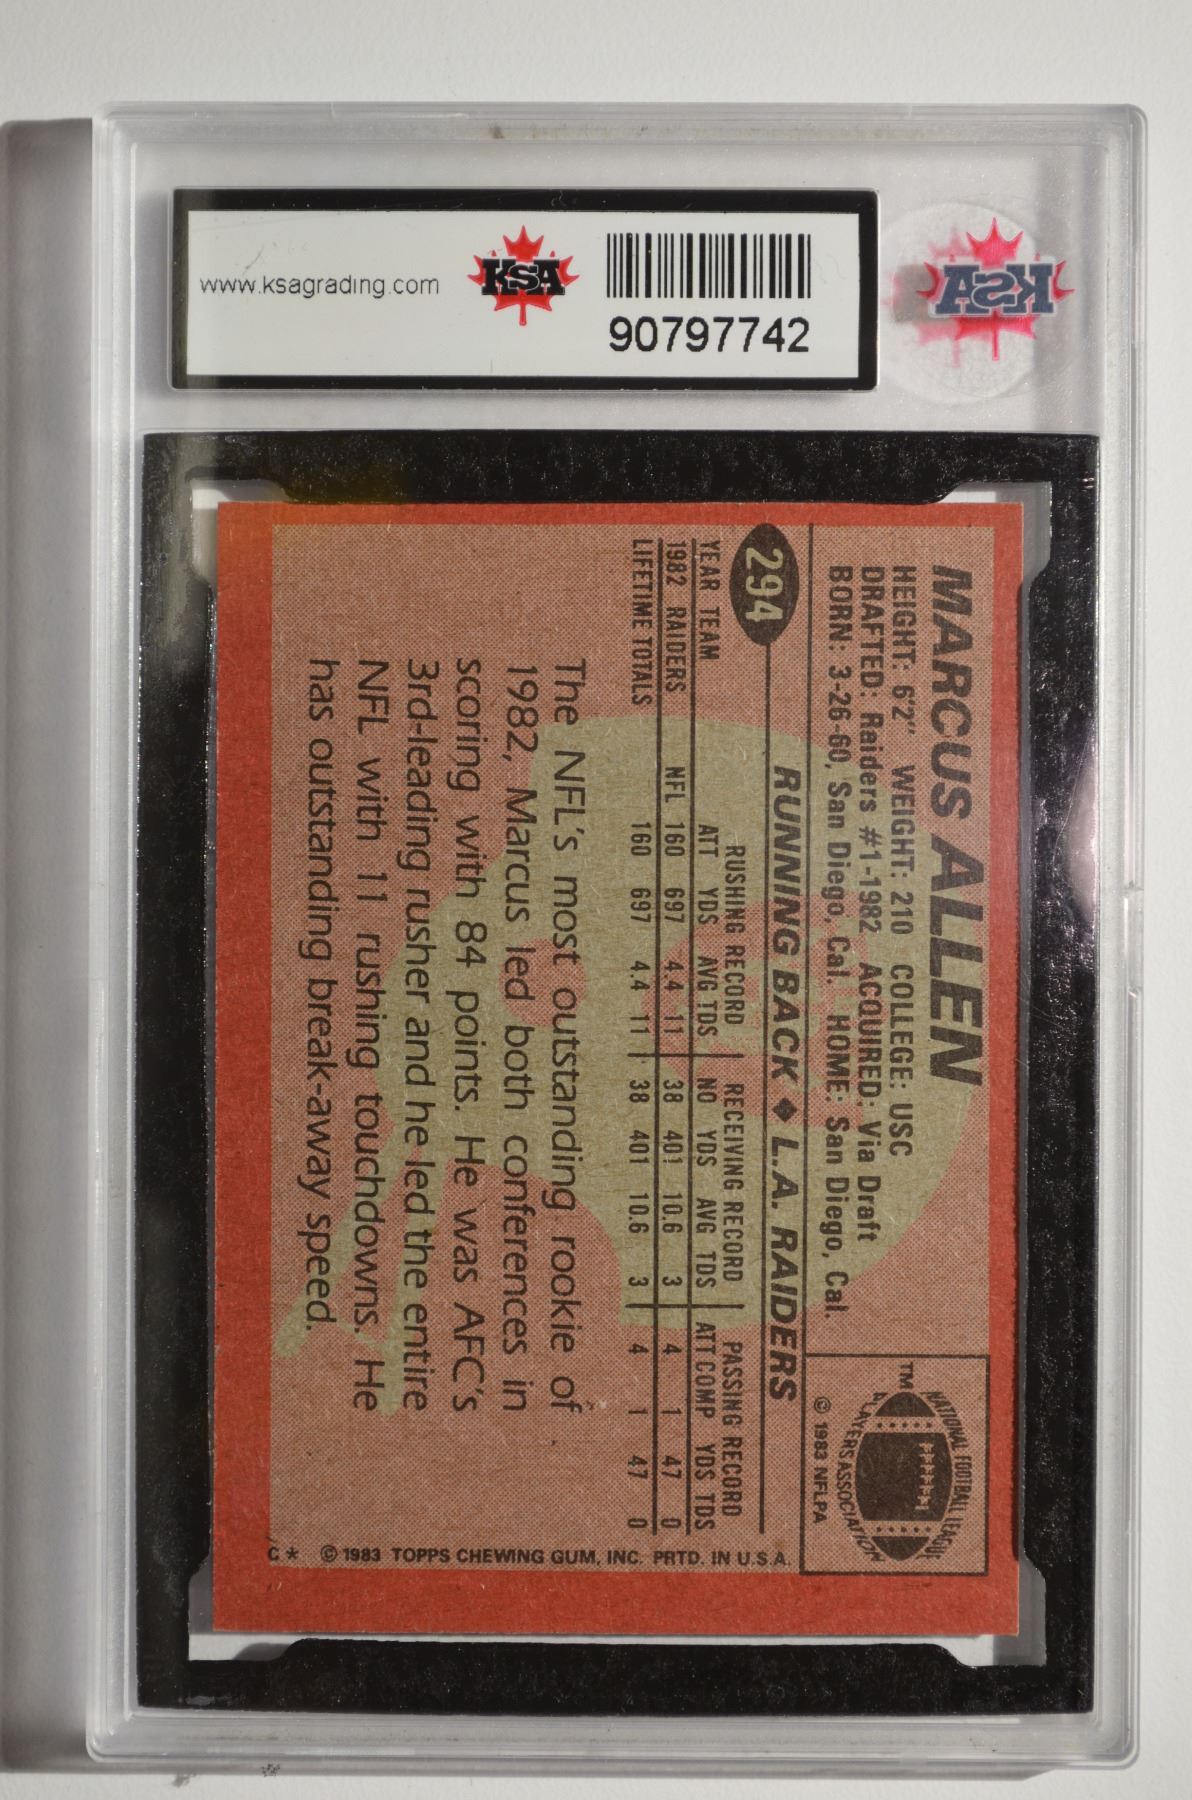 www.ksagrading.com
KSA
90797742
KSA
MARCUS ALLEN
HEIGHT: 6'2" WEIGHT: 210 COLLEGE: USC
DRAFTED: Raiders #1-1982 ACQUIRED: Via Draft
BORN: 3-26-60, San Diego, Cal. HOME: San Diego, Cal.
NATIONAL FOOTBALL LEAGUE
PLAYERS ASSOCIATION
TM
© 1983 NFLPA
294
RUNNING BACK ◆ L.A. RAIDERS
RUSHING RECORD RECEIVING RECORD PASSING RECORD
YEAR TEAM ATT YDS AVG TDS NO YDS AVG TDS ATT COMP YDS TDS
1982 RAIDERS NFL 160 697 4.4 11 38 401 10.6 3 4 1 47 0
LIFETIME TOTALS 160 697 4.4 11 38 401 10.6 3 4 1 47 0
The NFL's most outstanding rookie of
1982, Marcus led both conferences in
scoring with 84 points. He was AFC's
3rd-leading rusher and he led the entire
NFL with 11 rushing touchdowns. He
has outstanding break-away speed.
C* © 1983 TOPPS CHEWING GUM, INC. PRTD. IN U.S.A.